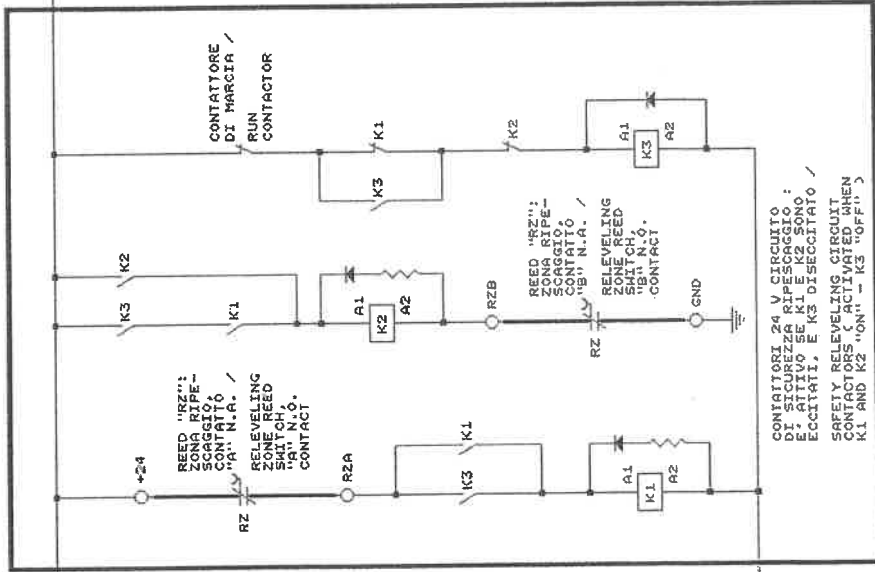 +24
REED "RZ":
ZONA RIPE-
SCAGGIO,
CONTATTO
"A" N.A. /
RELEVELING
ZONE REED
SWITCH,
"A" N.O.
CONTACT
RZ
RZA
K3
K1
A1
K1
A2
K3
K2
K1
A1
K2
A2
RZB
REED "RZ":
ZONA RIPE-
SCAGGIO,
CONTATTO
"B" N.A. /
RELEVELING
ZONE REED
SWITCH,
"B" N.O.
CONTACT
RZ
GND
CONTATTORE
DI MARCIA /
RUN
CONTACTOR
K3
K1
K2
A1
K3
A2
CONTATTORI 24 V CIRCUITO
DI SICUREZZA RIPESCAGGIO :
E' ATTIVO SE K1 E K2 SONO
ECCITATI, E K3 DISECCITATO /
SAFETY RELEVELING CIRCUIT
CONTACTORS ( ACTIVATED WHEN
K1 AND K2 "ON" - K3 "OFF" )